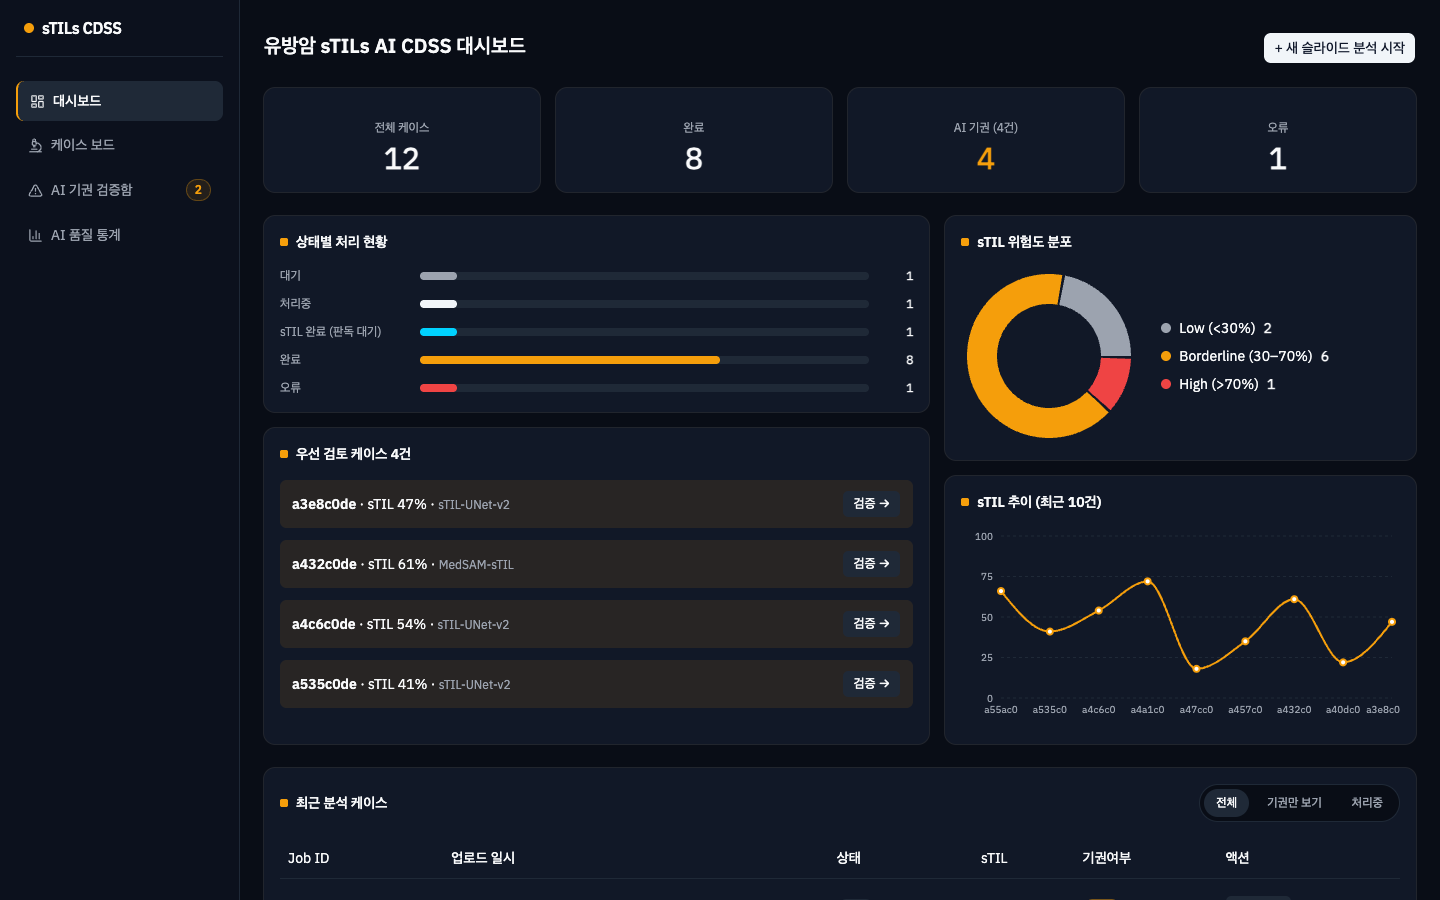 sTILs CDSS
대시보드
케이스 보드
AI 기권 검증함 2
AI 품질 통계
유방암 sTILs AI CDSS 대시보드
+ 새 슬라이드 분석 시작
전체 케이스
12
완료
8
AI 기권 (4건)
4
오류
1
상태별 처리 현황
대기 1
처리중 1
sTIL 완료 (판독 대기) 1
완료 8
오류 1
sTIL 위험도 분포
Low (<30%) 2
Borderline (30–70%) 6
High (>70%) 1
우선 검토 케이스 4건
a3e8c0de · sTIL 47% · sTIL-UNet-v2 검증 →
a432c0de · sTIL 61% · MedSAM-sTIL 검증 →
a4c6c0de · sTIL 54% · sTIL-UNet-v2 검증 →
a535c0de · sTIL 41% · sTIL-UNet-v2 검증 →
sTIL 추이 (최근 10건)
100
75
50
25
0
a55ac0 a535c0 a4c6c0 a4a1c0 a47cc0 a457c0 a432c0 a40dc0 a3e8c0
최근 분석 케이스
전체 기권만 보기 처리중
Job ID 업로드 일시 상태 sTIL 기권여부 액션